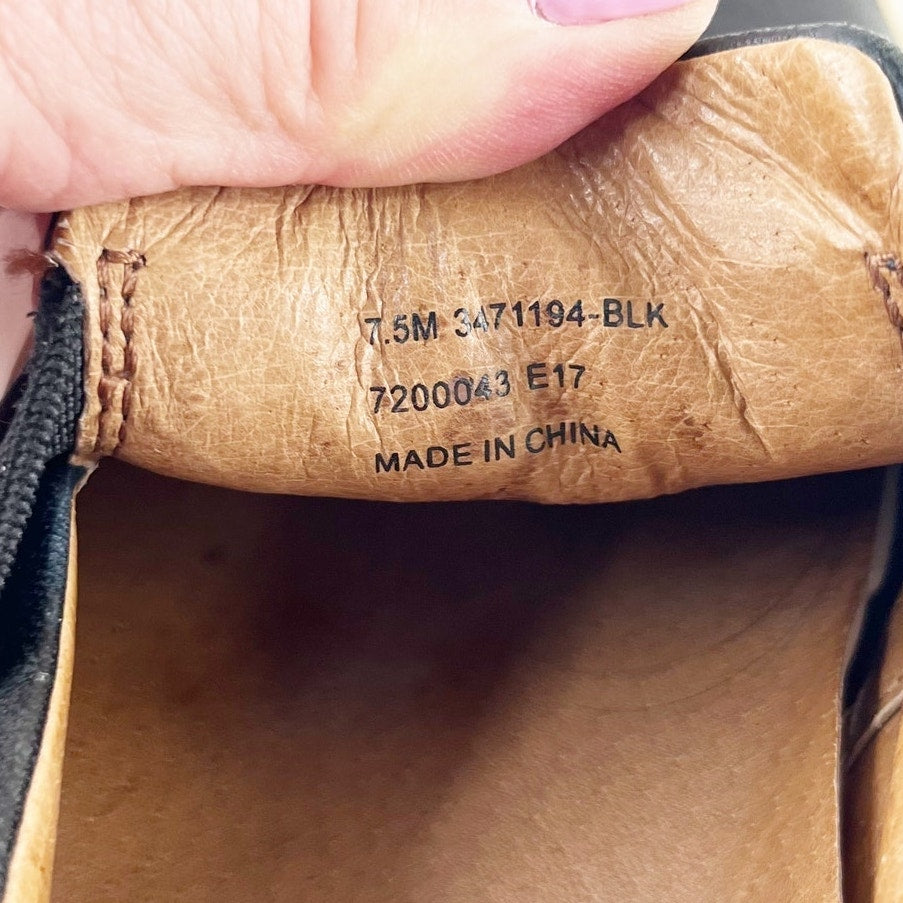 7.5M 3471194-BLK
7200043 E17
MADE IN CHINA